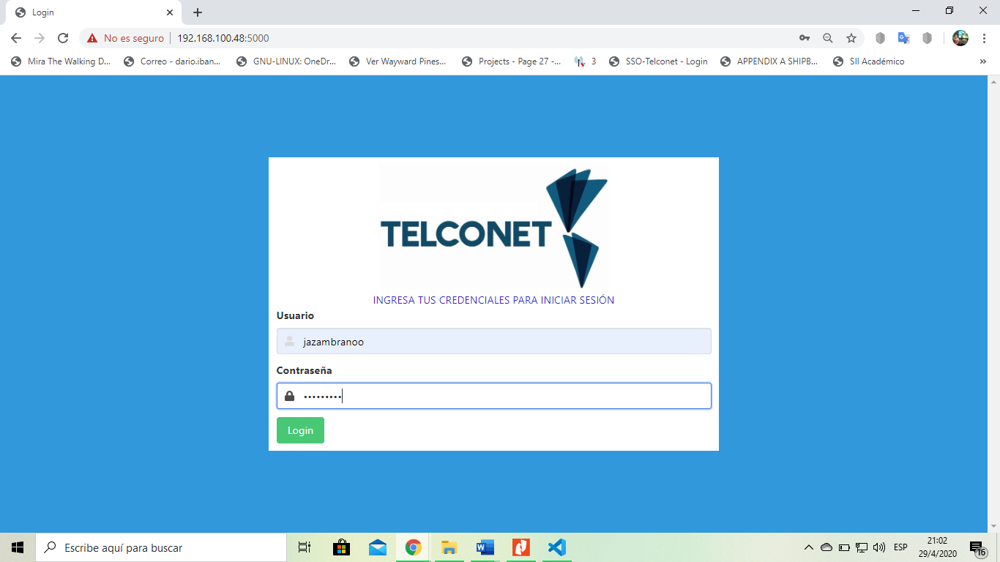 Login
No es seguro
192.168.100.48:5000
Mira The Walking D...
Correo - dario.iban...
GNU-LINUX: OneDr...
Ver Wayward Pines...
Projects - Page 27 -...
3
SSO-Telconet - Login
APPENDIX A SHIPB...
SII Académico
»
TELCONET
INGRESA TUS CREDENCIALES PARA INICIAR SESIÓN
Usuario
jazambranoo
Contraseña
•••••••••
Login
Escribe aquí para buscar
ESP
21:02
29/4/2020
16